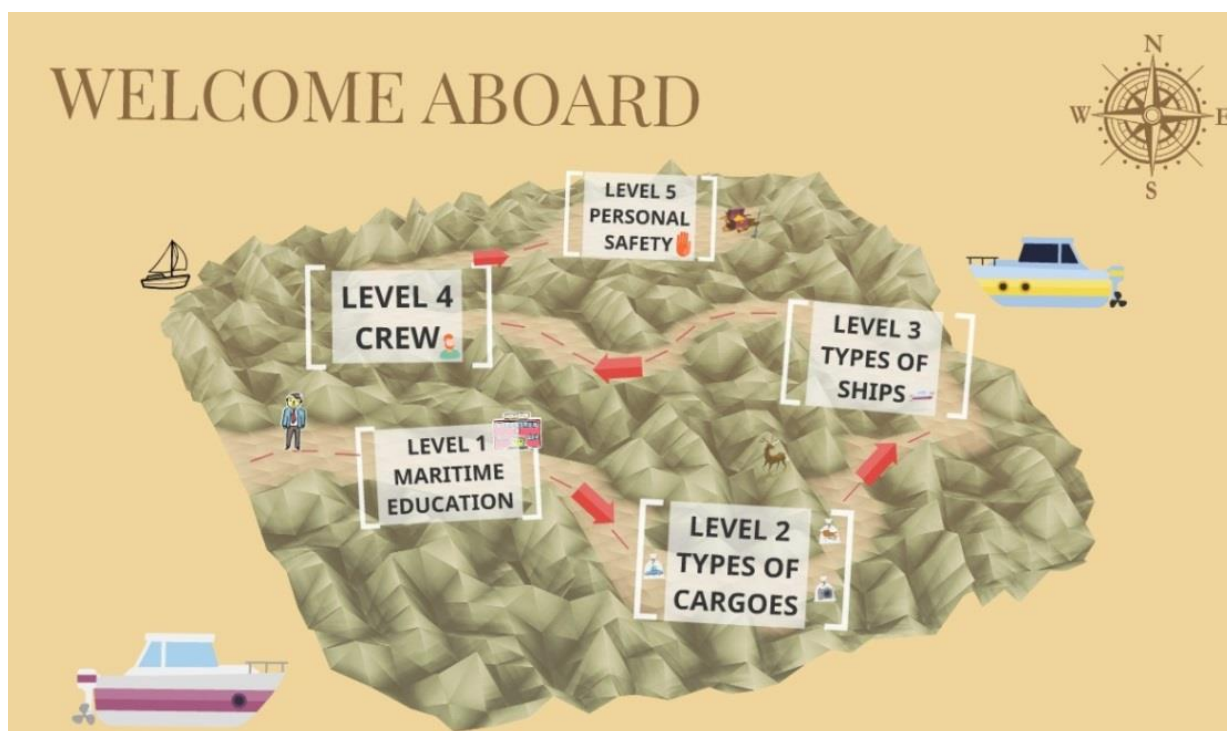 WELCOME ABOARD
N
W
E
S
LEVEL 5
PERSONAL
SAFETY
LEVEL 4
CREW
LEVEL 3
TYPES OF
SHIPS
LEVEL 1
MARITIME
EDUCATION
LEVEL 2
TYPES OF
CARGOES